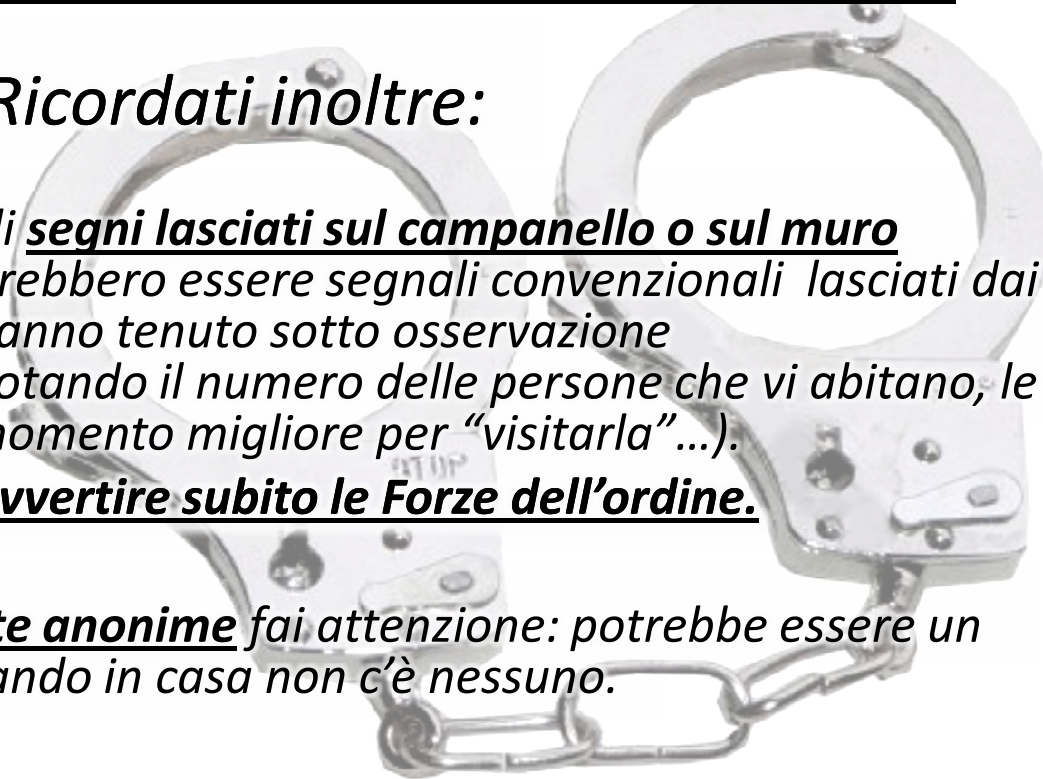 Ricordati inoltre:
li segni lasciati sul campanello o sul muro
rebbero essere segnali convenzionali lasciati dai
anno tenuto sotto osservazione
otando il numero delle persone che vi abitano, le
nomento migliore per “visitarla”…).
vvertire subito le Forze dell’ordine.
te anonime fai attenzione: potrebbe essere un
ando in casa non c’è nessuno.